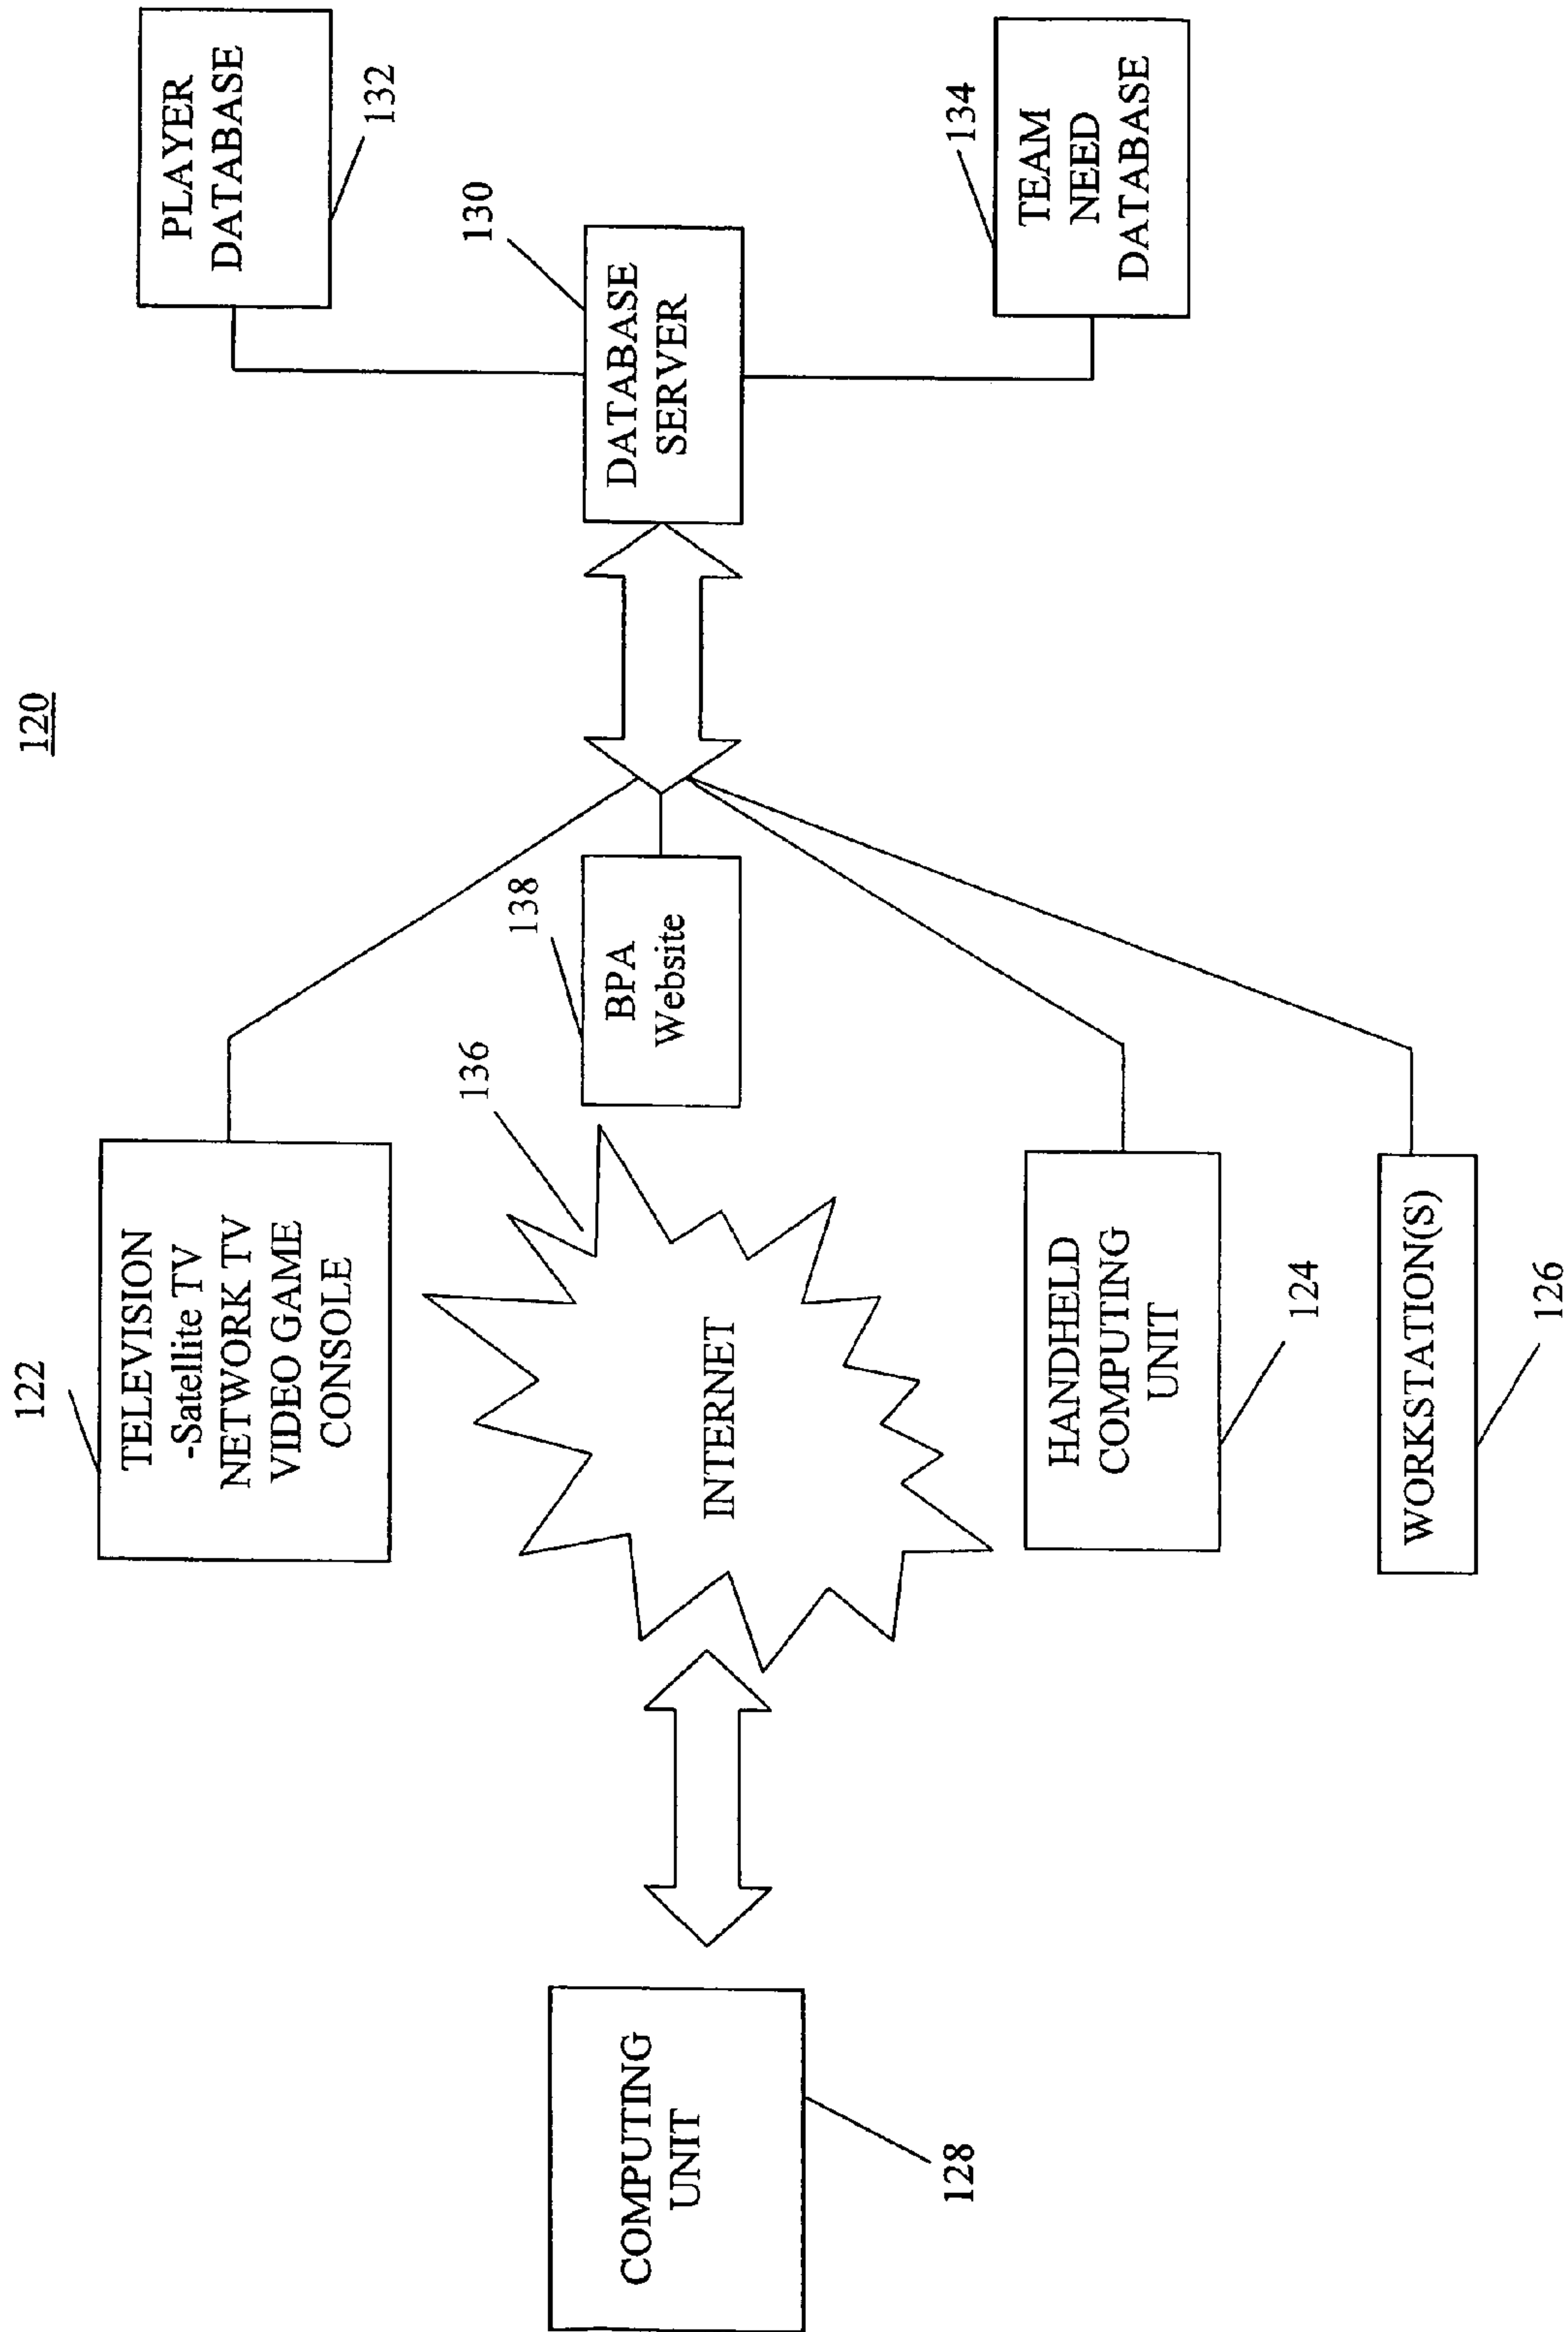 120
122
TELEVISION
-Satellite TV
NETWORK TV
VIDEO GAME
CONSOLE
PLAYER
DATABASE
132
136
138
130
COMPUTING
UNIT
128
INTERNET
BPA
Website
DATABASE
SERVER
HANDHELD
COMPUTING
UNIT
124
134
TEAM
NEED
DATABASE
WORKSTATION(S)
126